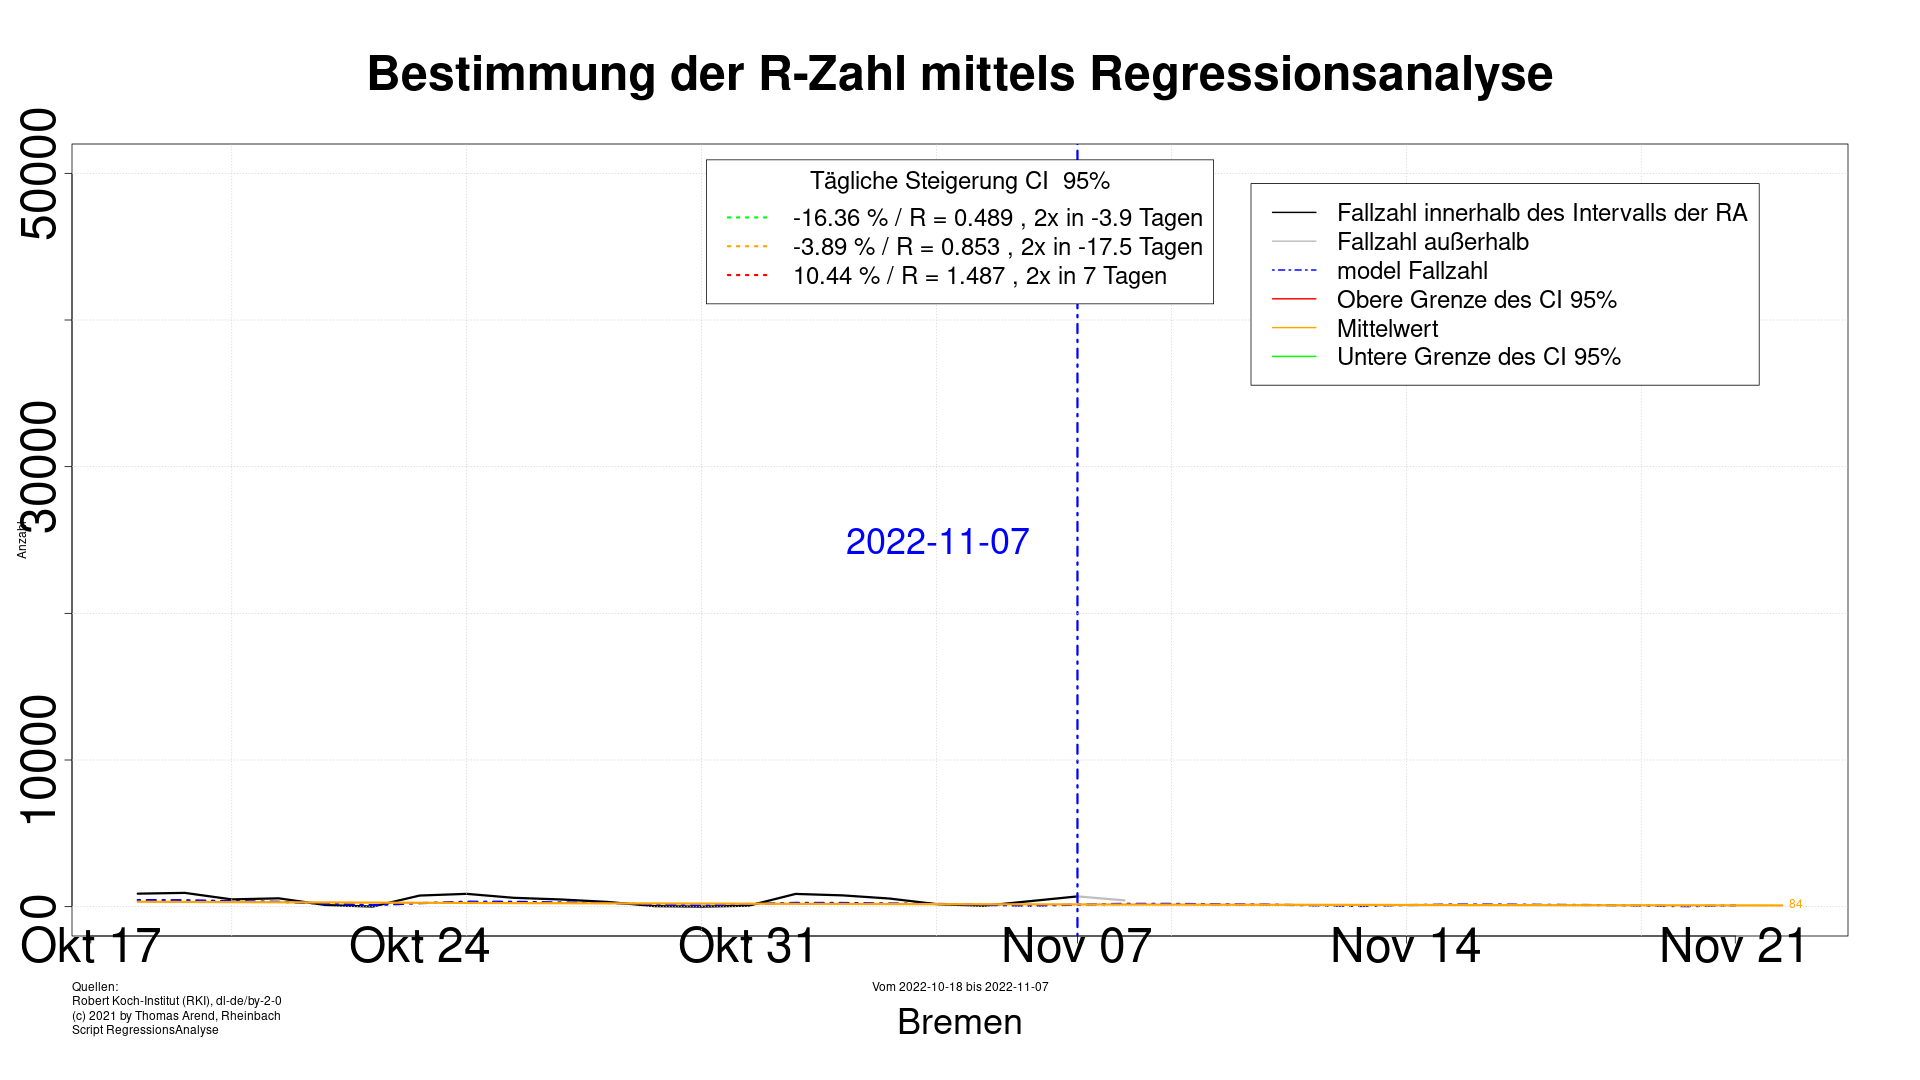 Bestimmung der R-Zahl mittels Regressionsanalyse
50000
30000
10000
0
Anzahl
Tägliche Steigerung CI  95%
-16.36 % / R = 0.489 , 2x in -3.9 Tagen
-3.89 % / R = 0.853 , 2x in -17.5 Tagen
10.44 % / R = 1.487 , 2x in 7 Tagen
Fallzahl innerhalb des Intervalls der RA
Fallzahl außerhalb
model Fallzahl
Obere Grenze des CI 95%
Mittelwert
Untere Grenze des CI 95%
2022-11-07
84
Okt 17
Okt 24
Okt 31
Nov 07
Nov 14
Nov 21
Quellen:
Robert Koch-Institut (RKI), dl-de/by-2-0
(c) 2021 by Thomas Arend, Rheinbach
Script RegressionsAnalyse
Vom 2022-10-18 bis 2022-11-07
Bremen